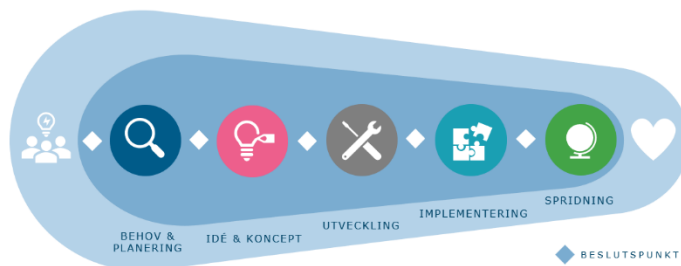 BEHOV &
PLANERING
IDÉ & KONCEPT
UTVECKLING
IMPLEMENTERING
SPRIDNING
BESLUTSPUNKT